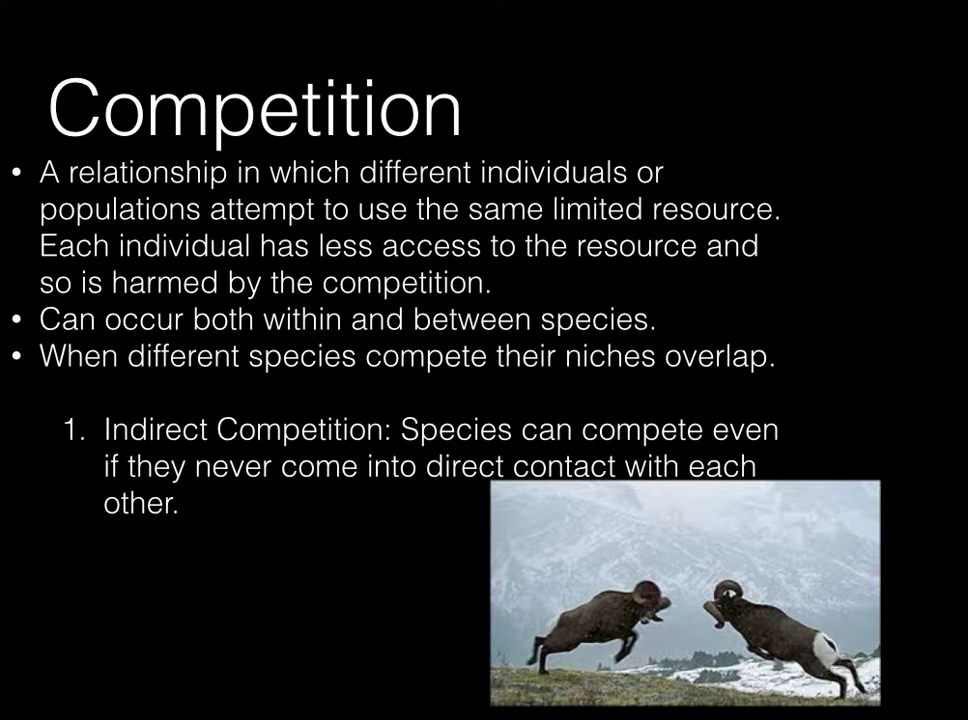 Competition
• A relationship in which different individuals or
populations attempt to use the same limited resource.
Each individual has less access to the resource and
so is harmed by the competition.
• Can occur both within and between species.
• When different species compete their niches overlap.
1. Indirect Competition: Species can compete even
if they never come into direct contact with each
other.